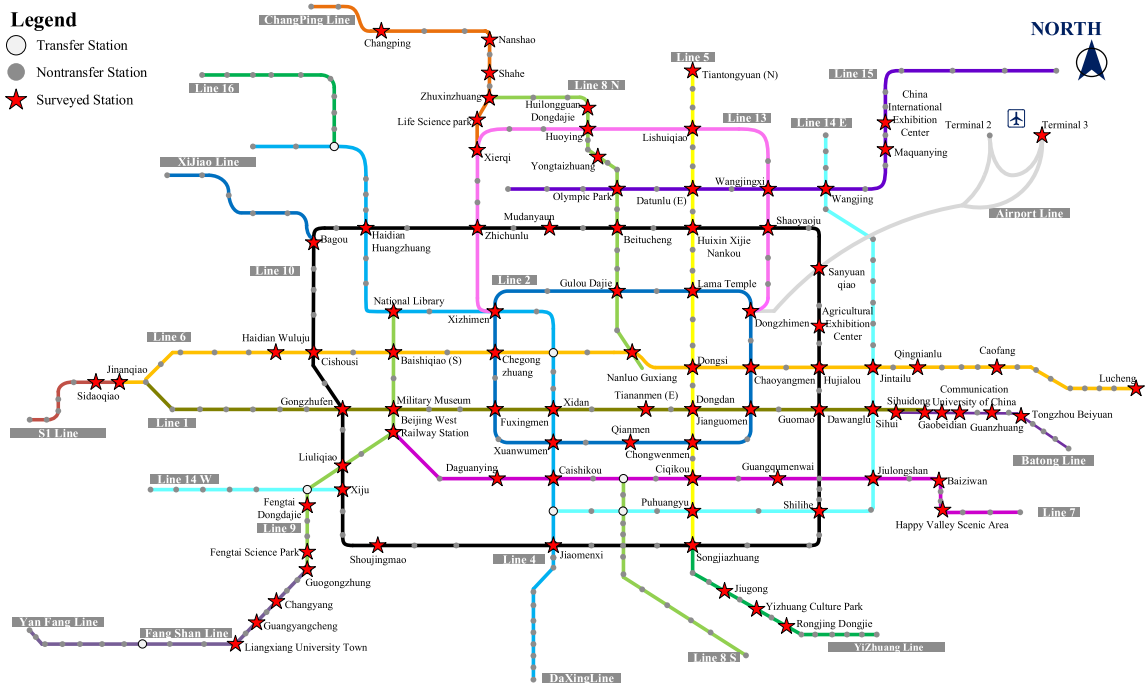 Legend
Transfer Station
Nontransfer Station
Surveyed Station
NORTH
ChangPing Line
Changping
Nanshao
Line 5
Tiantongyuan (N)
Line 15
Shahe
Line 16
Zhuxinzhuang
Line 8 N
Huilongguan
Dongdajie
China
International
Exhibition
Center
Life Science park
Huoying
Lishuiqiao
Line 13
Line 14 E
Terminal 2
Terminal 3
Xierqi
Yongtaizhuang
Maquanying
XiJiao Line
Olympic Park
Datunlu (E)
Wangjingxi
Wangjing
Airport Line
Bagou
Haidian
Huangzhuang
Zhichunlu
Mudanyaun
Beitucheng
Huixin Xijie
Nankou
Shaoyaoju
Line 10
Line 2
Gulou Dajie
Lama Temple
Sanyuan
qiao
National Library
Xizhimen
Dongzhimen
Agricultural
Exhibition
Center
Line 6
Haidian Wuluju
Cishousi
Baishiqiao (S)
Chegong
zhuang
Nanluo Guxiang
Dongsi
Chaoyangmen
Hujialou
Jintailu
Qingnianlu
Caofang
Lucheng
Jinanqiao
Sidaoqiao
S1 Line
Line 1
Gongzhufen
Military Museum
Beijing West
Railway Station
Fuxingmen
Xidan
Tiananmen (E)
Dongdan
Jianguomen
Guomao
Dawanglu
Sihui
Sihuidong
Gaobeidian
Communication
University of China
Guanzhuang
Tongzhou Beiyuan
Batong Line
Xuanwumen
Qianmen
Chongwenmen
Liuliqiao
Daguanying
Caishikou
Ciqikou
Guangqumenwai
Jiulongshan
Baiziwan
Line 14 W
Xiju
Fengtai
Dongdajie
Line 9
Puhuangyu
Shilihe
Happy Valley Scenic Area
Line 7
Fengtai Science Park
Shoujingmao
Line 4
Jiaomenxi
Songjiazhuang
Guogongzhung
Changyang
Jiugong
Yizhuang Culture Park
Rongjing Dongjie
YiZhuang Line
Yan Fang Line
Fang Shan Line
Guangyangcheng
Liangxiang University Town
Line 8 S
DaXingLine